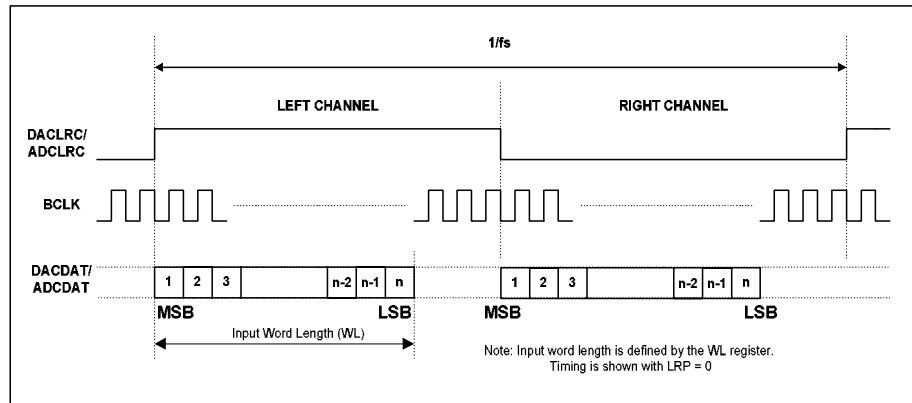 1/fs
LEFT CHANNEL
RIGHT CHANNEL
DACLRC/
ADCLRC
BCLK
DACDAT/
ADCDAT
1 2 3 n-2 n-1 n 1 2 3 n-2 n-1 n
MSB LSB MSB LSB
Input Word Length (WL)
Note: Input word length is defined by the WL register.
Timing is shown with LRP = 0